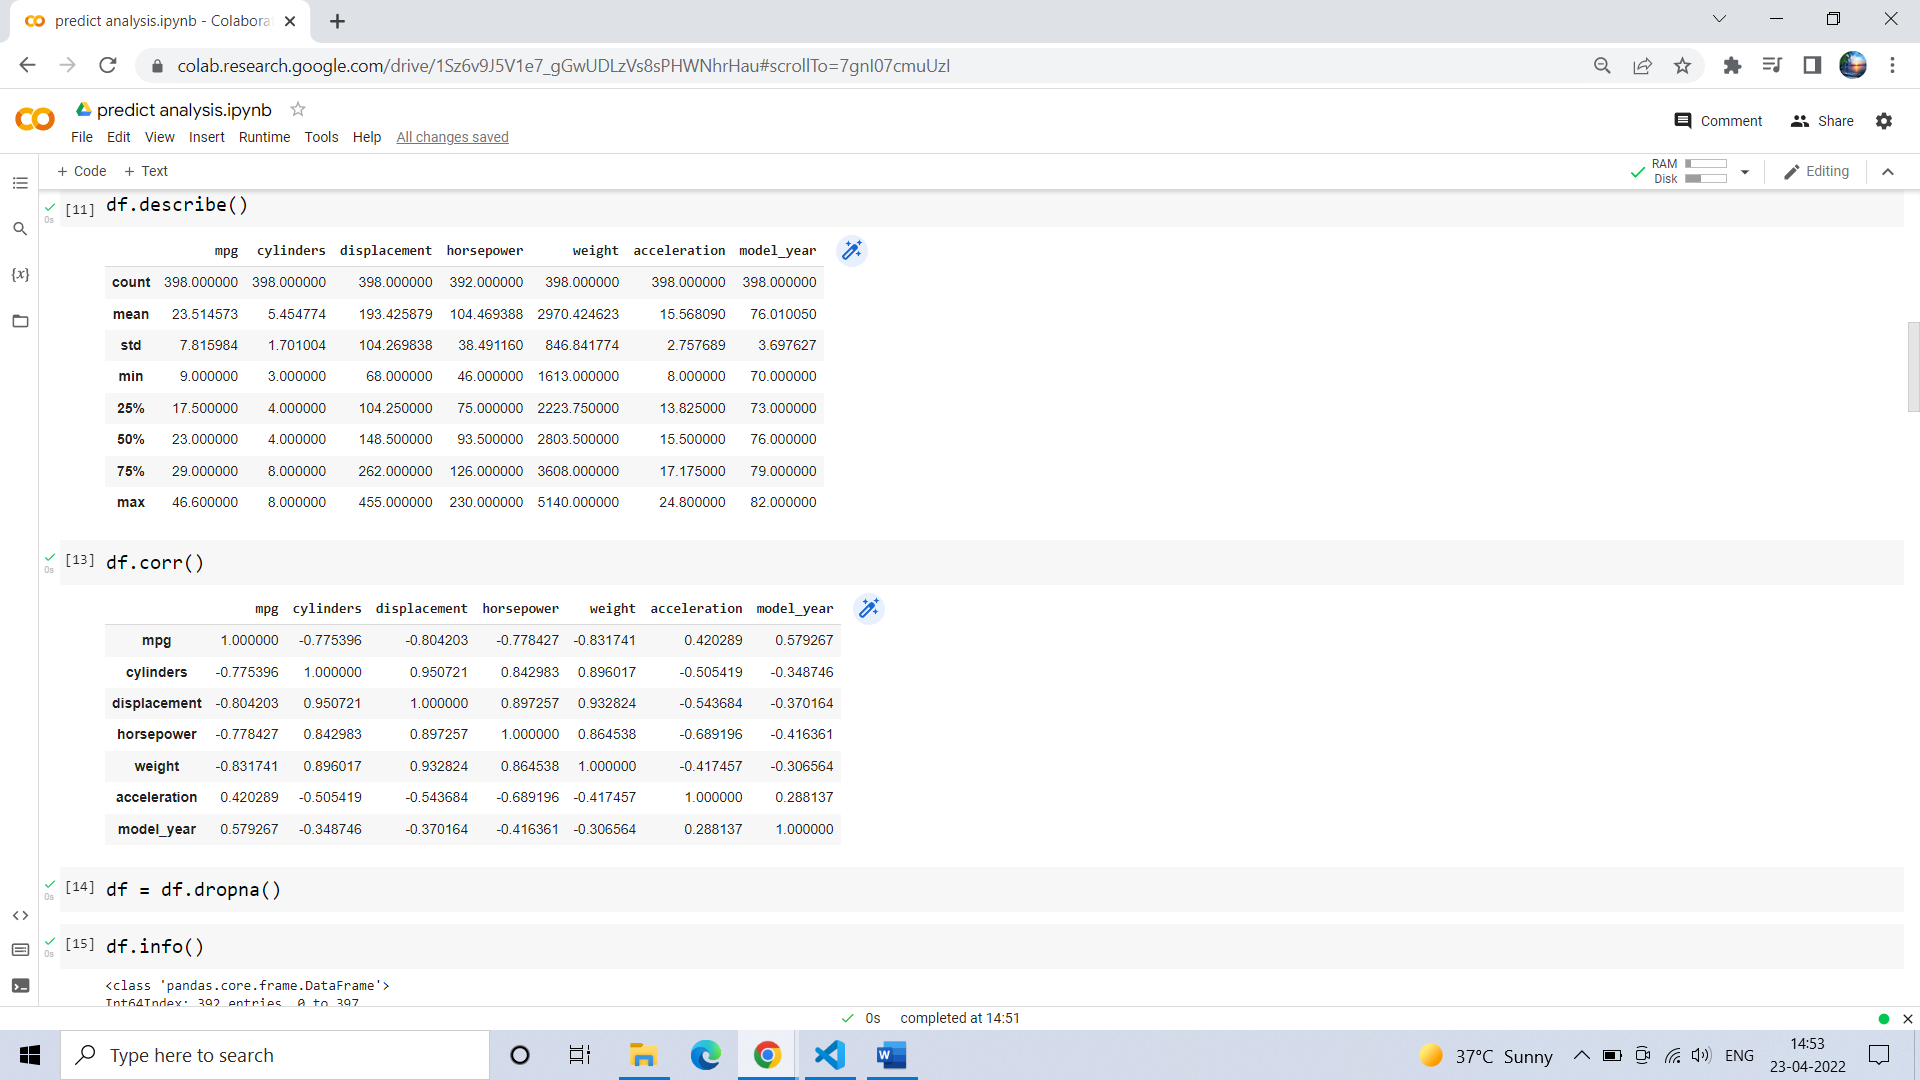 predict analysis.ipynb - Colabora
colab.research.google.com/drive/1Sz6v9J5V1e7_gGwUDLzVs8sPHWNhrHau#scrollTo=7gnI07cmuUzI
predict analysis.ipynb
Comment Share
File Edit View Insert Runtime Tools Help All changes saved
+ Code + Text
RAM
Disk
Editing
[11] df.describe()
0s
mpg cylinders displacement horsepower weight acceleration model_year
count 398.000000 398.000000 398.000000 392.000000 398.000000 398.000000 398.000000
mean 23.514573 5.454774 193.425879 104.469388 2970.424623 15.568090 76.010050
std 7.815984 1.701004 104.269838 38.491160 846.841774 2.757689 3.697627
min 9.000000 3.000000 68.000000 46.000000 1613.000000 8.000000 70.000000
25% 17.500000 4.000000 104.250000 75.000000 2223.750000 13.825000 73.000000
50% 23.000000 4.000000 148.500000 93.500000 2803.500000 15.500000 76.000000
75% 29.000000 8.000000 262.000000 126.000000 3608.000000 17.175000 79.000000
max 46.600000 8.000000 455.000000 230.000000 5140.000000 24.800000 82.000000
[13] df.corr()
0s
mpg cylinders displacement horsepower weight acceleration model_year
mpg 1.000000 -0.775396 -0.804203 -0.778427 -0.831741 0.420289 0.579267
cylinders -0.775396 1.000000 0.950721 0.842983 0.896017 -0.505419 -0.348746
displacement -0.804203 0.950721 1.000000 0.897257 0.932824 -0.543684 -0.370164
horsepower -0.778427 0.842983 0.897257 1.000000 0.864538 -0.689196 -0.416361
weight -0.831741 0.896017 0.932824 0.864538 1.000000 -0.417457 -0.306564
acceleration 0.420289 -0.505419 -0.543684 -0.689196 -0.417457 1.000000 0.288137
model_year 0.579267 -0.348746 -0.370164 -0.416361 -0.306564 0.288137 1.000000
[14] df = df.dropna()
0s
[15] df.info()
0s
<class 'pandas.core.frame.DataFrame'>
Int64Index: 392 entries, 0 to 397
0s completed at 14:51
Type here to search
37°C Sunny
ENG
14:53
23-04-2022